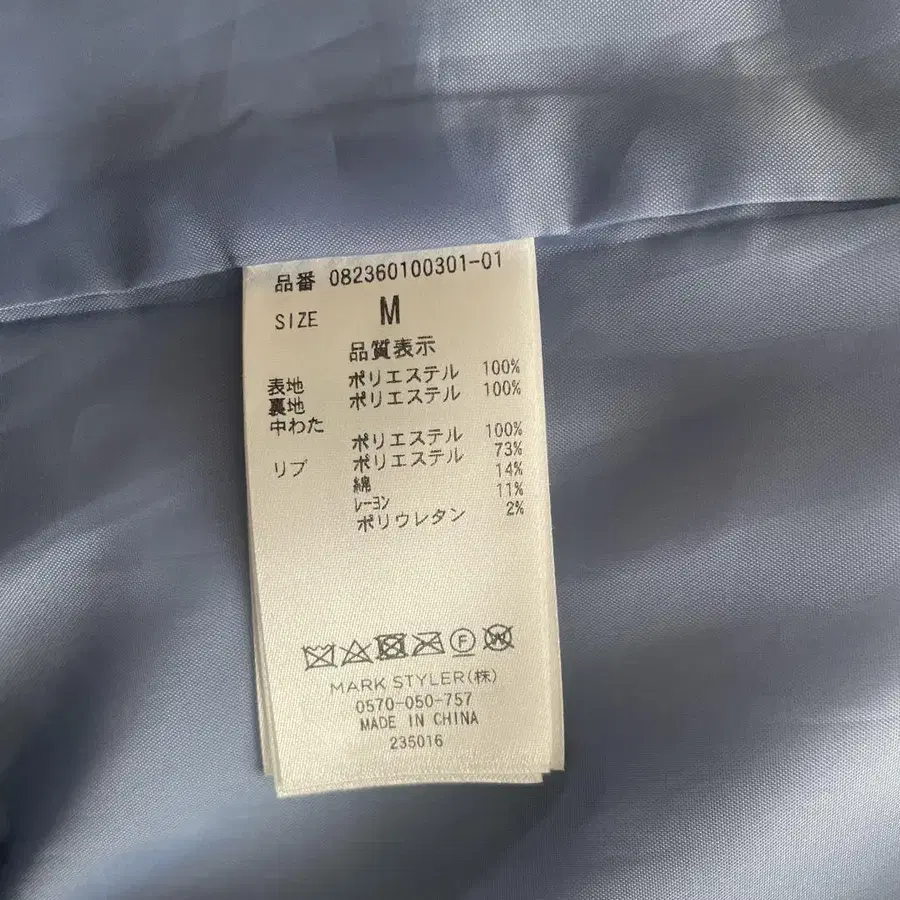 品番 082360100301-01
SIZE M
品質表示
表地 ポリエステル 100%
裏地 ポリエステル 100%
中わた
ポリエステル 100%
リブ ポリエステル 73%
綿 14%
レーヨン 11%
ポリウレタン 2%
F W
MARK STYLER(株)
0570-050-757
MADE IN CHINA
235016